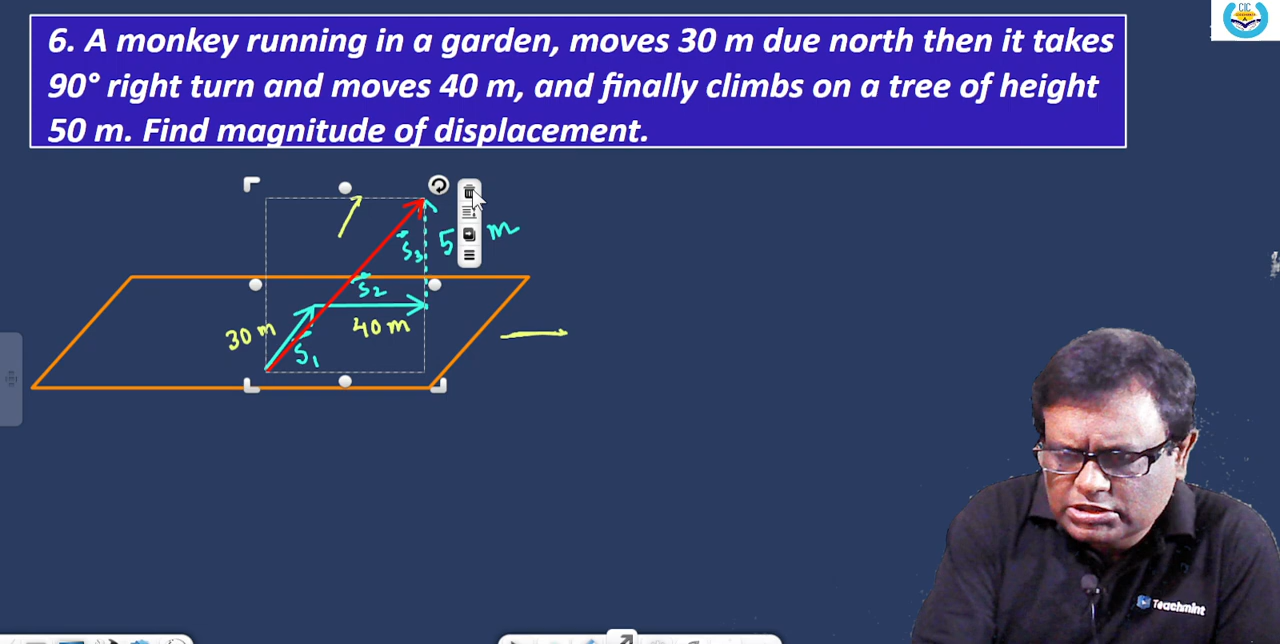 CIC
6. A monkey running in a garden, moves 30 m due north then it takes
90° right turn and moves 40 m, and finally climbs on a tree of height
50 m. Find magnitude of displacement.
S3 5 m
S2
30 m 40 m
S1
Teachmint